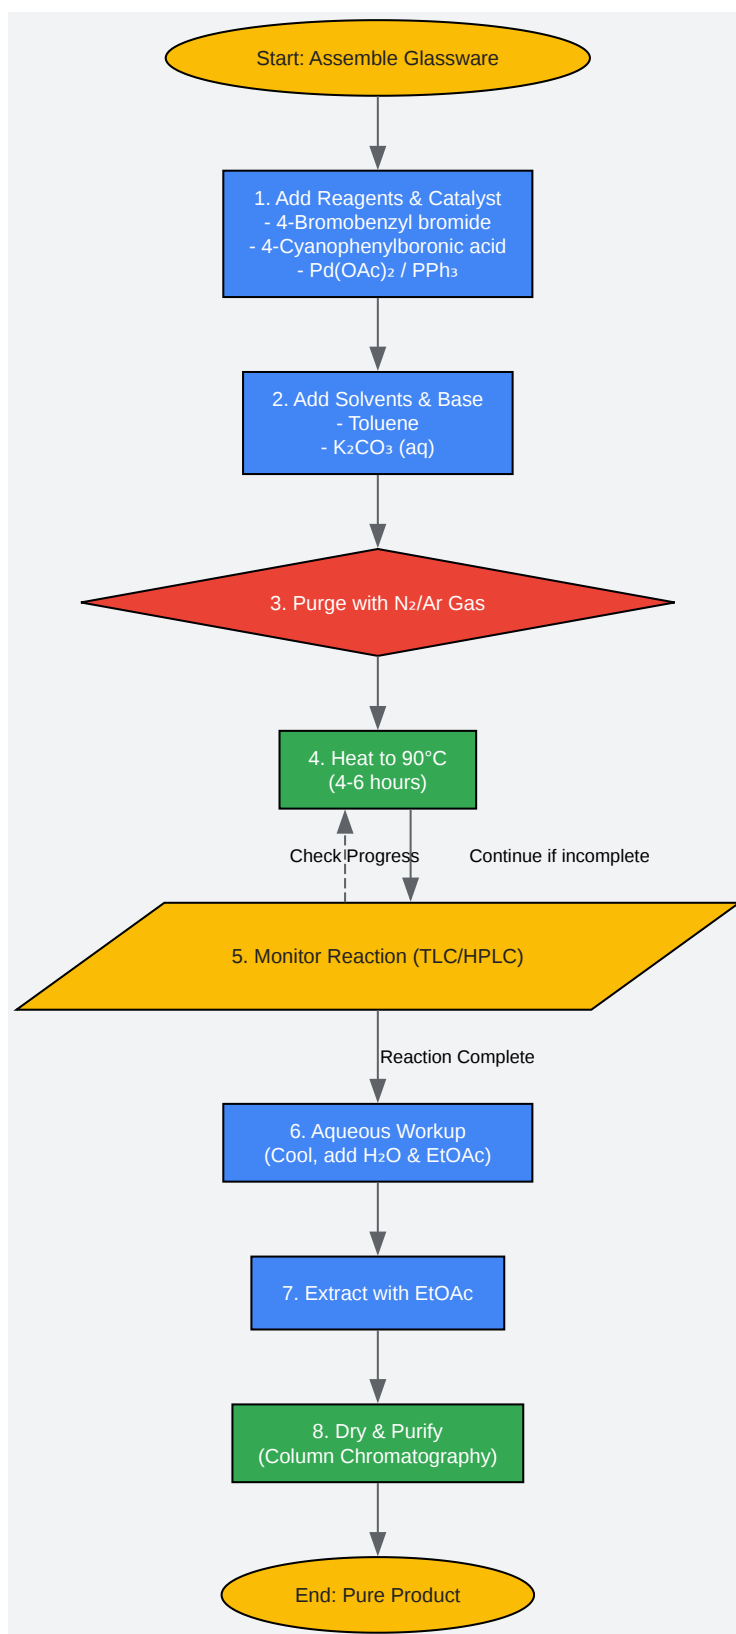 Start: Assemble Glassware
1. Add Reagents & Catalyst
- 4-Bromobenzyl bromide
- 4-Cyanophenylboronic acid
- Pd(OAc)₂ / PPh₃
2. Add Solvents & Base
- Toluene
- K₂CO₃ (aq)
3. Purge with N₂/Ar Gas
4. Heat to 90°C
(4-6 hours)
Check Progress
Continue if incomplete
5. Monitor Reaction (TLC/HPLC)
Reaction Complete
6. Aqueous Workup
(Cool, add H₂O & EtOAc)
7. Extract with EtOAc
8. Dry & Purify
(Column Chromatography)
End: Pure Product